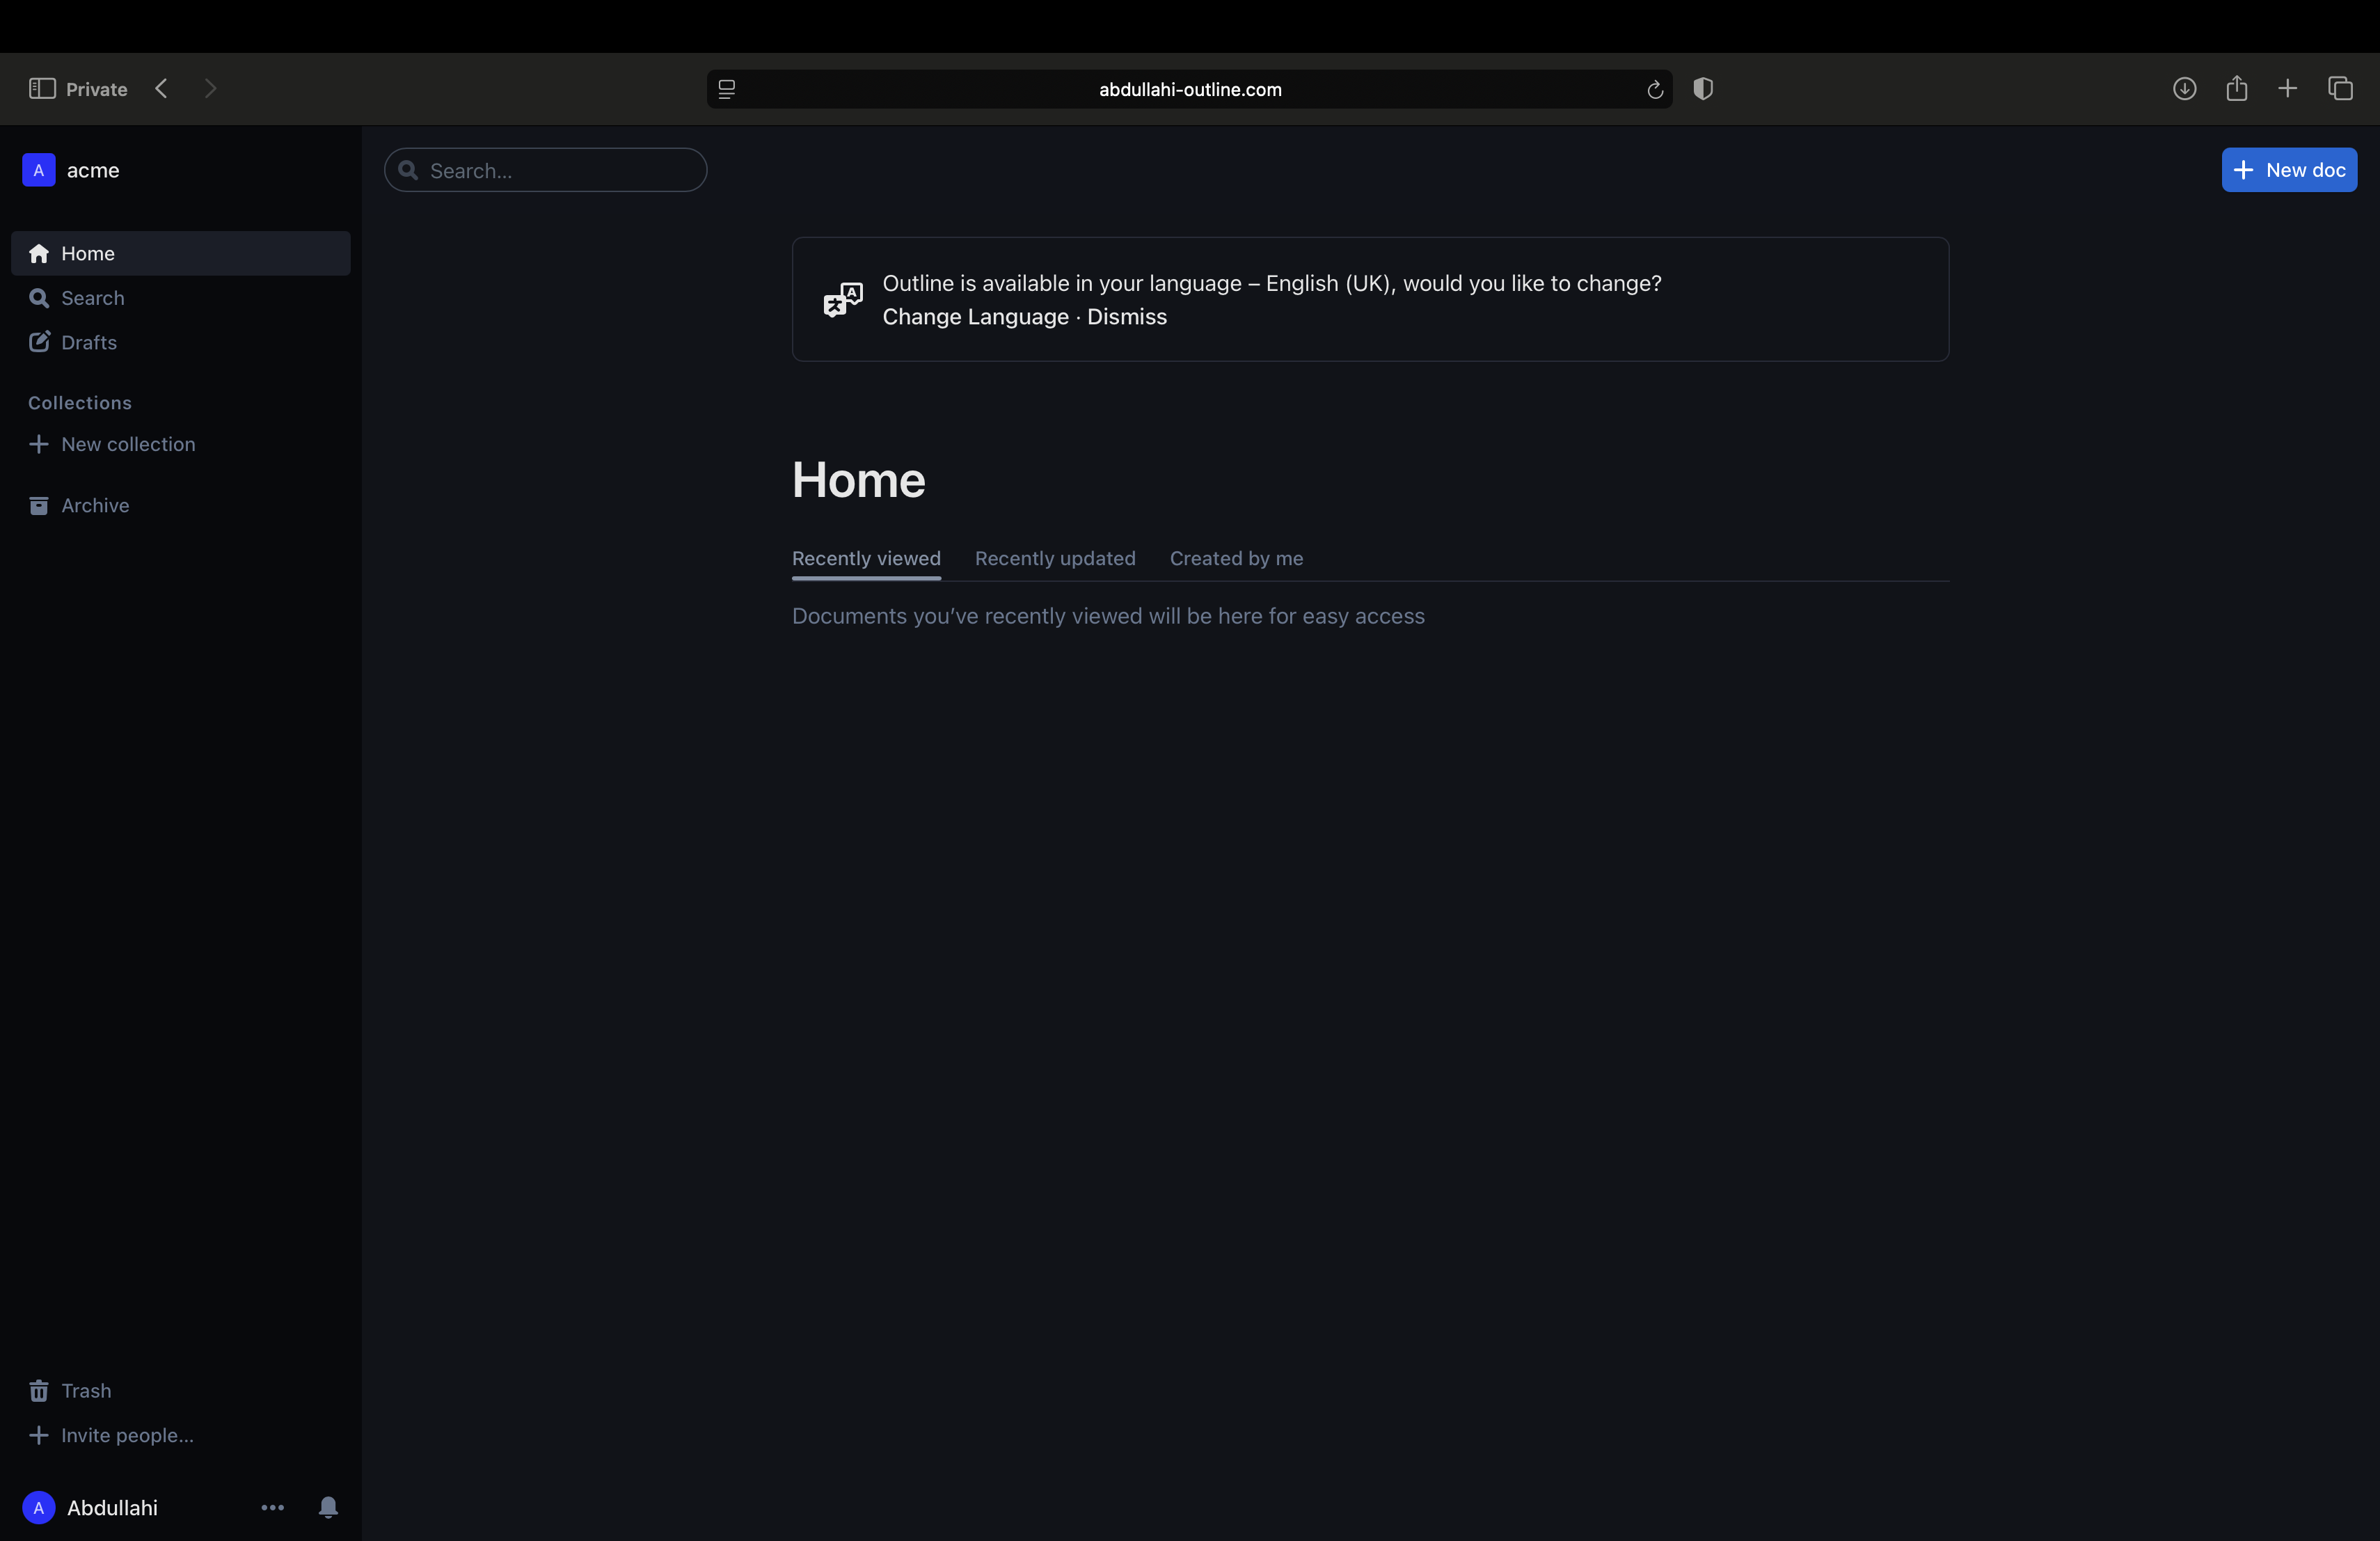 Private
abdullahi-outline.com
A acme
Search...
New doc
Home
Search
Drafts
Collections
New collection
Archive
Outline is available in your language – English (UK), would you like to change?
Change Language · Dismiss
Home
Recently viewed Recently updated Created by me
Documents you’ve recently viewed will be here for easy access
Trash
Invite people...
A Abdullahi